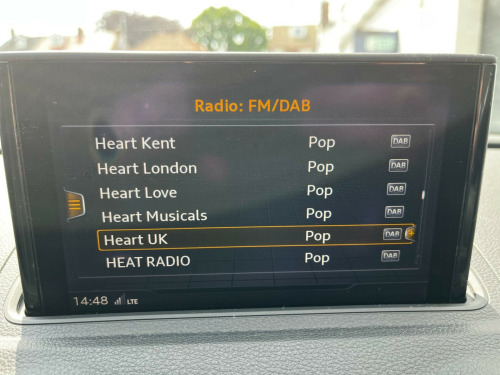 Radio: FM/DAB
Heart Kent Pop DAB
Heart London Pop DAB
Heart Love Pop DAB
Heart Musicals Pop DAB
Heart UK Pop DAB
HEAT RADIO Pop DAB
14:48 LTE